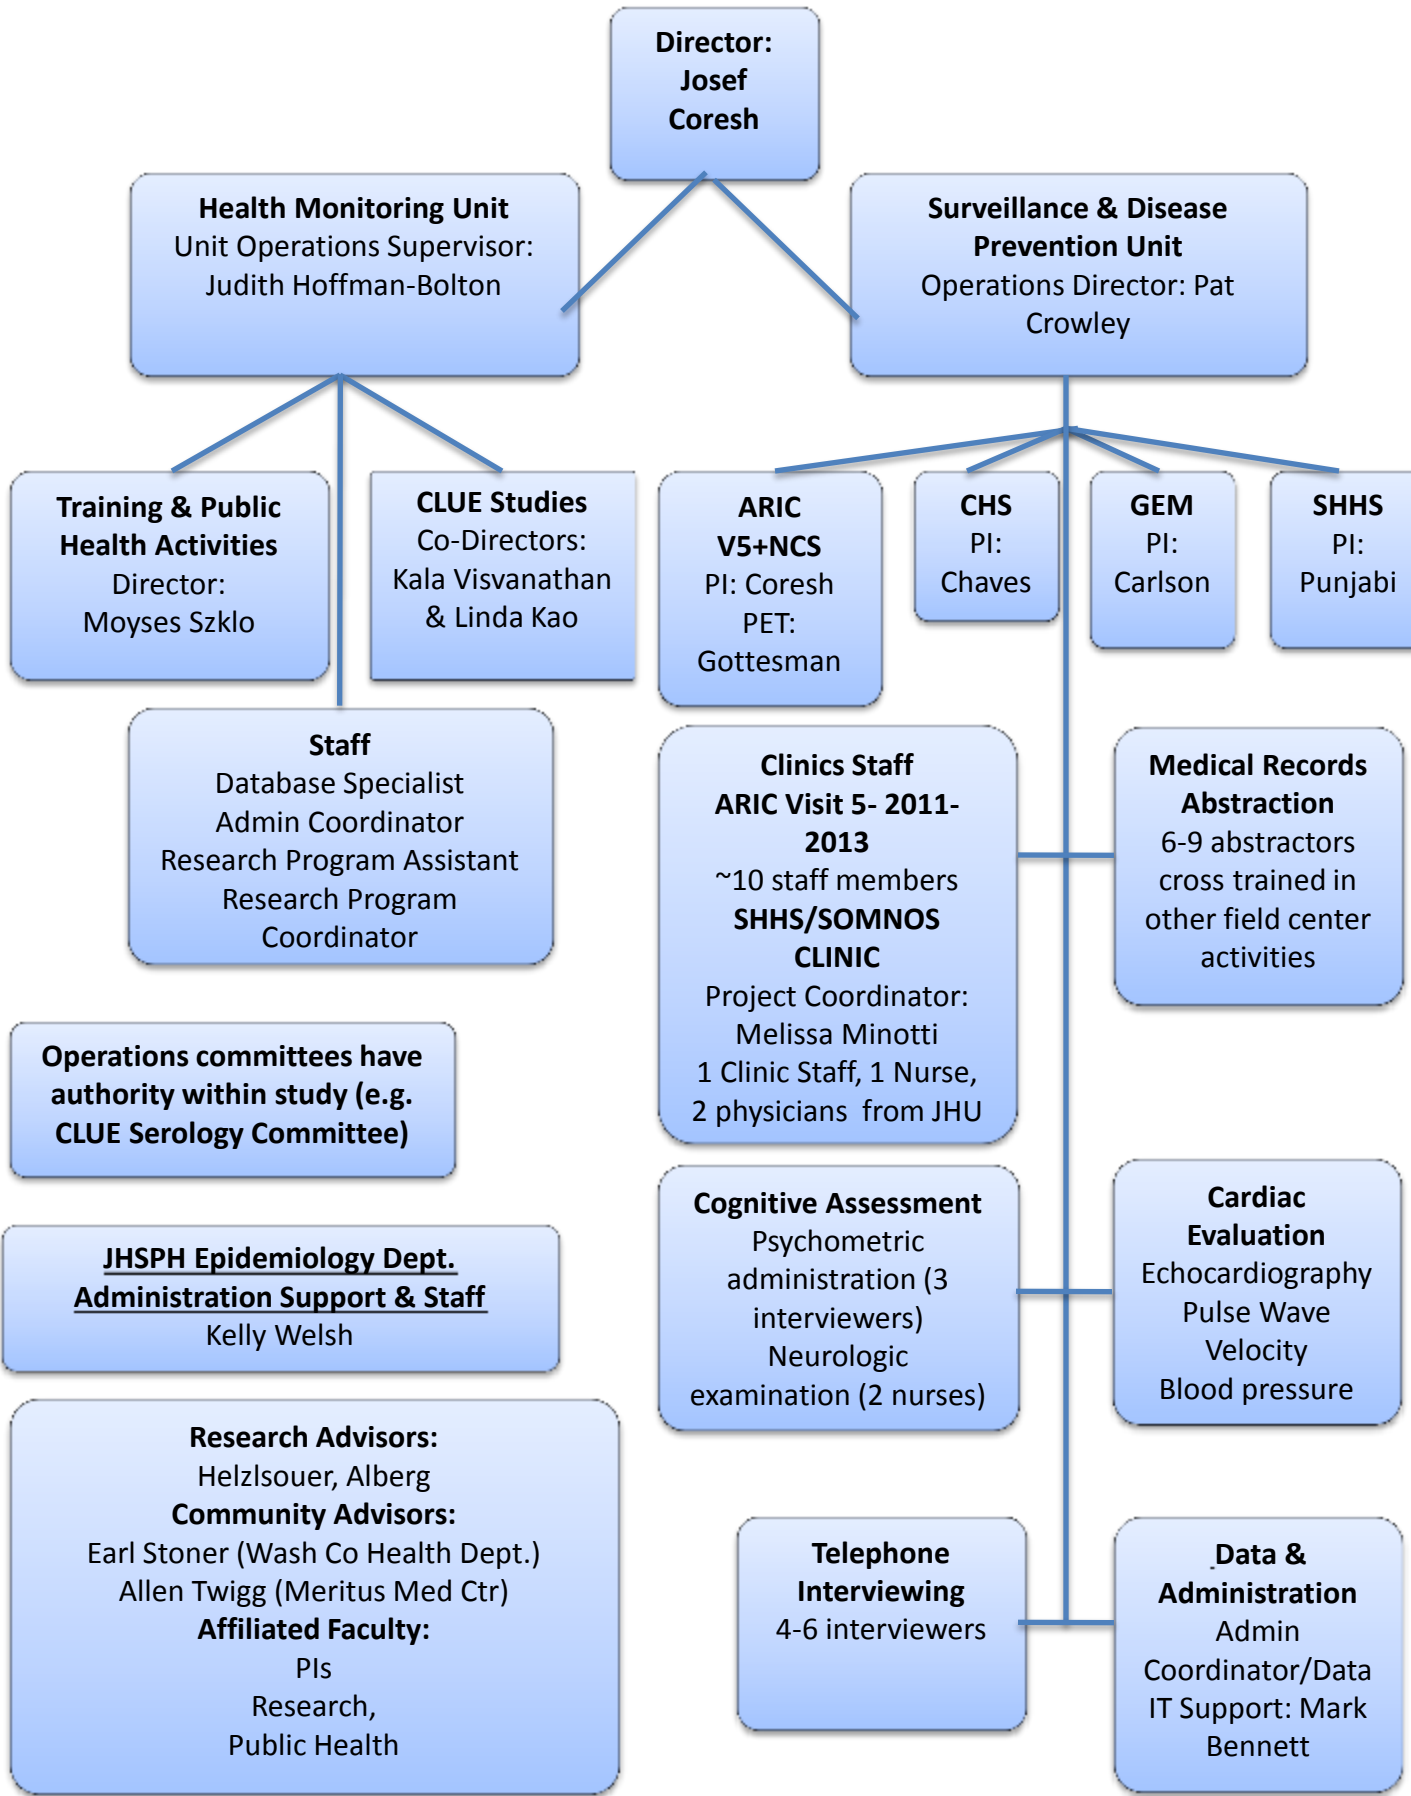 Director:
Josef
Coresh
Health Monitoring Unit
Unit Operations Supervisor:
Judith Hoffman-Bolton
Surveillance & Disease
Prevention Unit
Operations Director: Pat
Crowley
Training & Public
Health Activities
Director:
Moyses Szklo
CLUE Studies
Co-Directors:
Kala Visvanathan
& Linda Kao
ARIC
V5+NCS
PI: Coresh
PET:
Gottesman
CHS
PI:
Chaves
GEM
PI:
Carlson
SHHS
PI:
Punjabi
Staff
Database Specialist
Admin Coordinator
Research Program Assistant
Research Program
Coordinator
Clinics Staff
ARIC Visit 5- 2011-
2013
~10 staff members
SHHS/SOMNOS
CLINIC
Project Coordinator:
Melissa Minotti
1 Clinic Staff, 1 Nurse,
2 physicians from JHU
Medical Records
Abstraction
6-9 abstractors
cross trained in
other field center
activities
Operations committees have
authority within study (e.g.
CLUE Serology Committee)
Cognitive Assessment
Psychometric
administration (3
interviewers)
Neurologic
examination (2 nurses)
Cardiac
Evaluation
Echocardiography
Pulse Wave
Velocity
Blood pressure
JHSPH Epidemiology Dept.
Administration Support & Staff
Kelly Welsh
Research Advisors:
Helzlsouer, Alberg
Community Advisors:
Earl Stoner (Wash Co Health Dept.)
Allen Twigg (Meritus Med Ctr)
Affiliated Faculty:
PIs
Research,
Public Health
Telephone
Interviewing
4-6 interviewers
Data &
Administration
Admin
Coordinator/Data
IT Support: Mark
Bennett